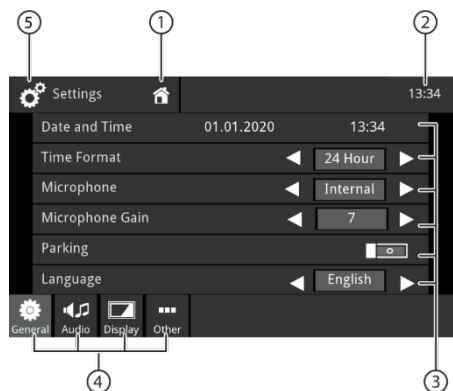 5 1 2
Settings 13:34
Date and Time 01.01.2020 13:34
Time Format 24 Hour
Microphone Internal
Microphone Gain 7
Parking
Language English
General Audio Display Other
4 3